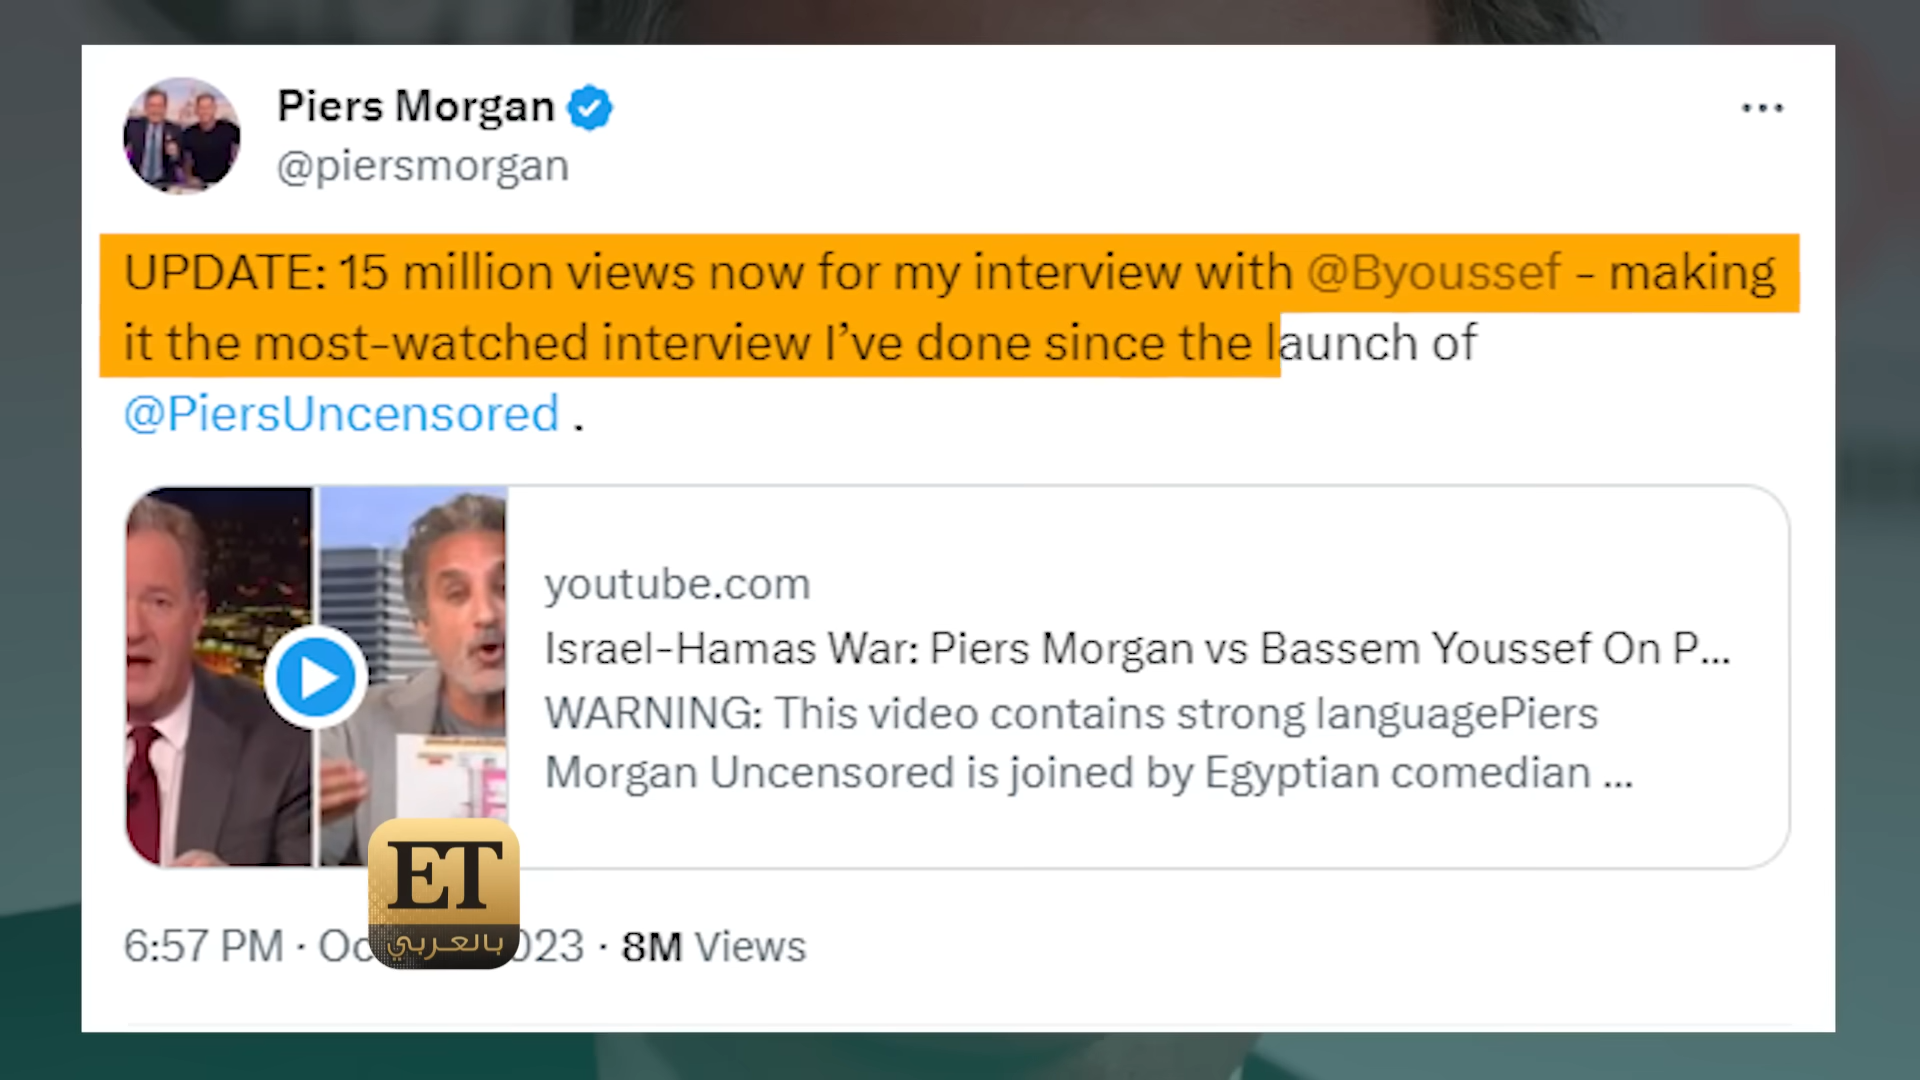 Piers Morgan
@piersmorgan
UPDATE: 15 million views now for my interview with @Byoussef - making
it the most-watched interview I’ve done since the launch of
@PiersUncensored .
youtube.com
Israel-Hamas War: Piers Morgan vs Bassem Youssef On P...
WARNING: This video contains strong languagePiers
Morgan Uncensored is joined by Egyptian comedian ...
6:57 PM · Oc 023 · 8M Views
ET
بالعربي